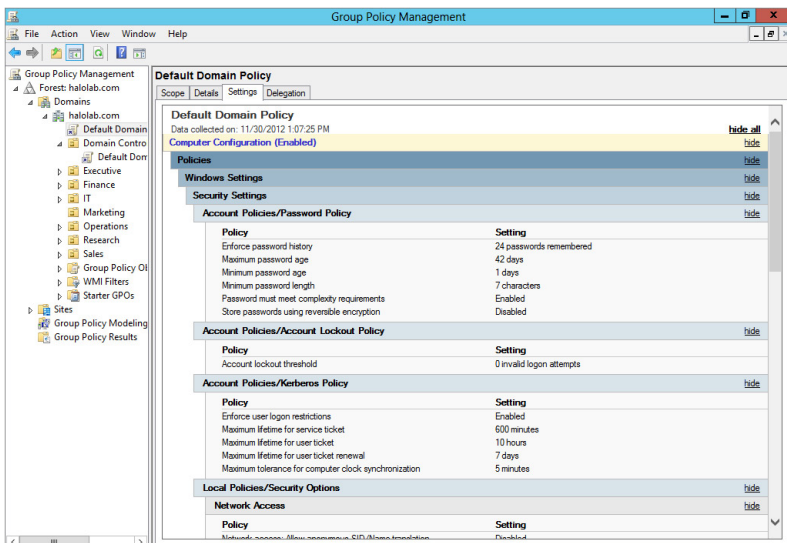 Group Policy Management
File Action View Window Help
Group Policy Management
Forest: halolab.com
Domains
halolab.com
Default Domain
Domain Contro
Default Dom
Executive
Finance
IT
Marketing
Operations
Research
Sales
Group Policy Ob
WMI Filters
Starter GPOs
Sites
Group Policy Modeling
Group Policy Results
Default Domain Policy
Scope Details Settings Delegation
Default Domain Policy
Data collected on: 11/30/2012 1:07:25 PM hide all
Computer Configuration (Enabled) hide
Policies hide
Windows Settings hide
Security Settings hide
Account Policies/Password Policy hide
Policy Setting
Enforce password history 24 passwords remembered
Maximum password age 42 days
Minimum password age 1 days
Minimum password length 7 characters
Password must meet complexity requirements Enabled
Store passwords using reversible encryption Disabled
Account Policies/Account Lockout Policy hide
Policy Setting
Account lockout threshold 0 invalid logon attempts
Account Policies/Kerberos Policy hide
Policy Setting
Enforce user logon restrictions Enabled
Maximum lifetime for service ticket 600 minutes
Maximum lifetime for user ticket 10 hours
Maximum lifetime for user ticket renewal 7 days
Maximum tolerance for computer clock synchronization 5 minutes
Local Policies/Security Options hide
Network Access hide
Policy Setting
Network access: Allow anonymous SID/Name translation Disabled